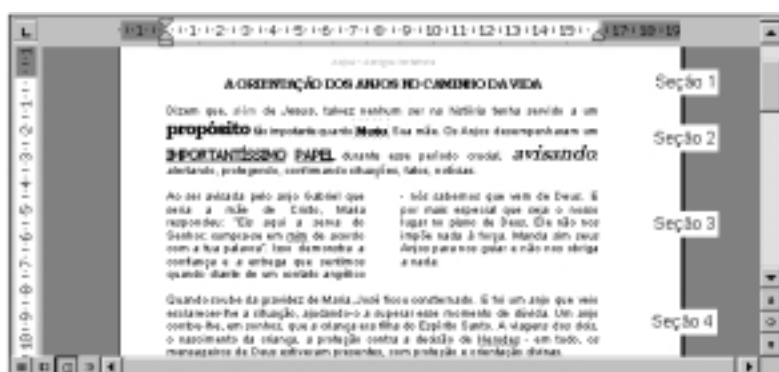 A ORIENTAÇÃO DOS ANJOS NO CAMINHO DA VIDA
Seção 1
Dizem que, além de Jesus, talvez nenhum ser na história tenha servido a um
propósito tão importante quanto Maria, Sua mãe. Os Anjos desempenharam um
Seção 2
IMPORTANTÍSSIMO PAPEL, durante esse período crucial, avisando,
alertando, protegendo, confirmando situações, fatos, notícias.
Ao ser avisada pelo anjo Gabriel que
seria a mãe de Cristo, Maria
respondeu: "Eis aqui a serva do
Senhor; cumpra-se em mim de acordo
com a tua palavra". Isso demonstra a
confiança e a entrega que sentimos
quando diante de um contato angélico
- nós sabemos que vem de Deus. E
por mais especial que seja o nosso
lugar no plano de Deus, Ele não nos
impõe nada à força. Manda sim seus
Anjos para nos guiar e não nos obriga
a nada.
Seção 3
Quando soube da gravidez de Maria, José ficou consternado. E foi um anjo que veio
esclarecer-lhe a situação, ajudando-o a superar esse momento de dúvida. Um anjo
contou-lhe, em sonhos, que a criança era filha do Espírito Santo. A viagem dos dois,
Seção 4
o nascimento da criança, a proteção contra a decisão de Herodes - em tudo, os
mensageiros de Deus estiveram presentes, com proteção e orientação divinas.